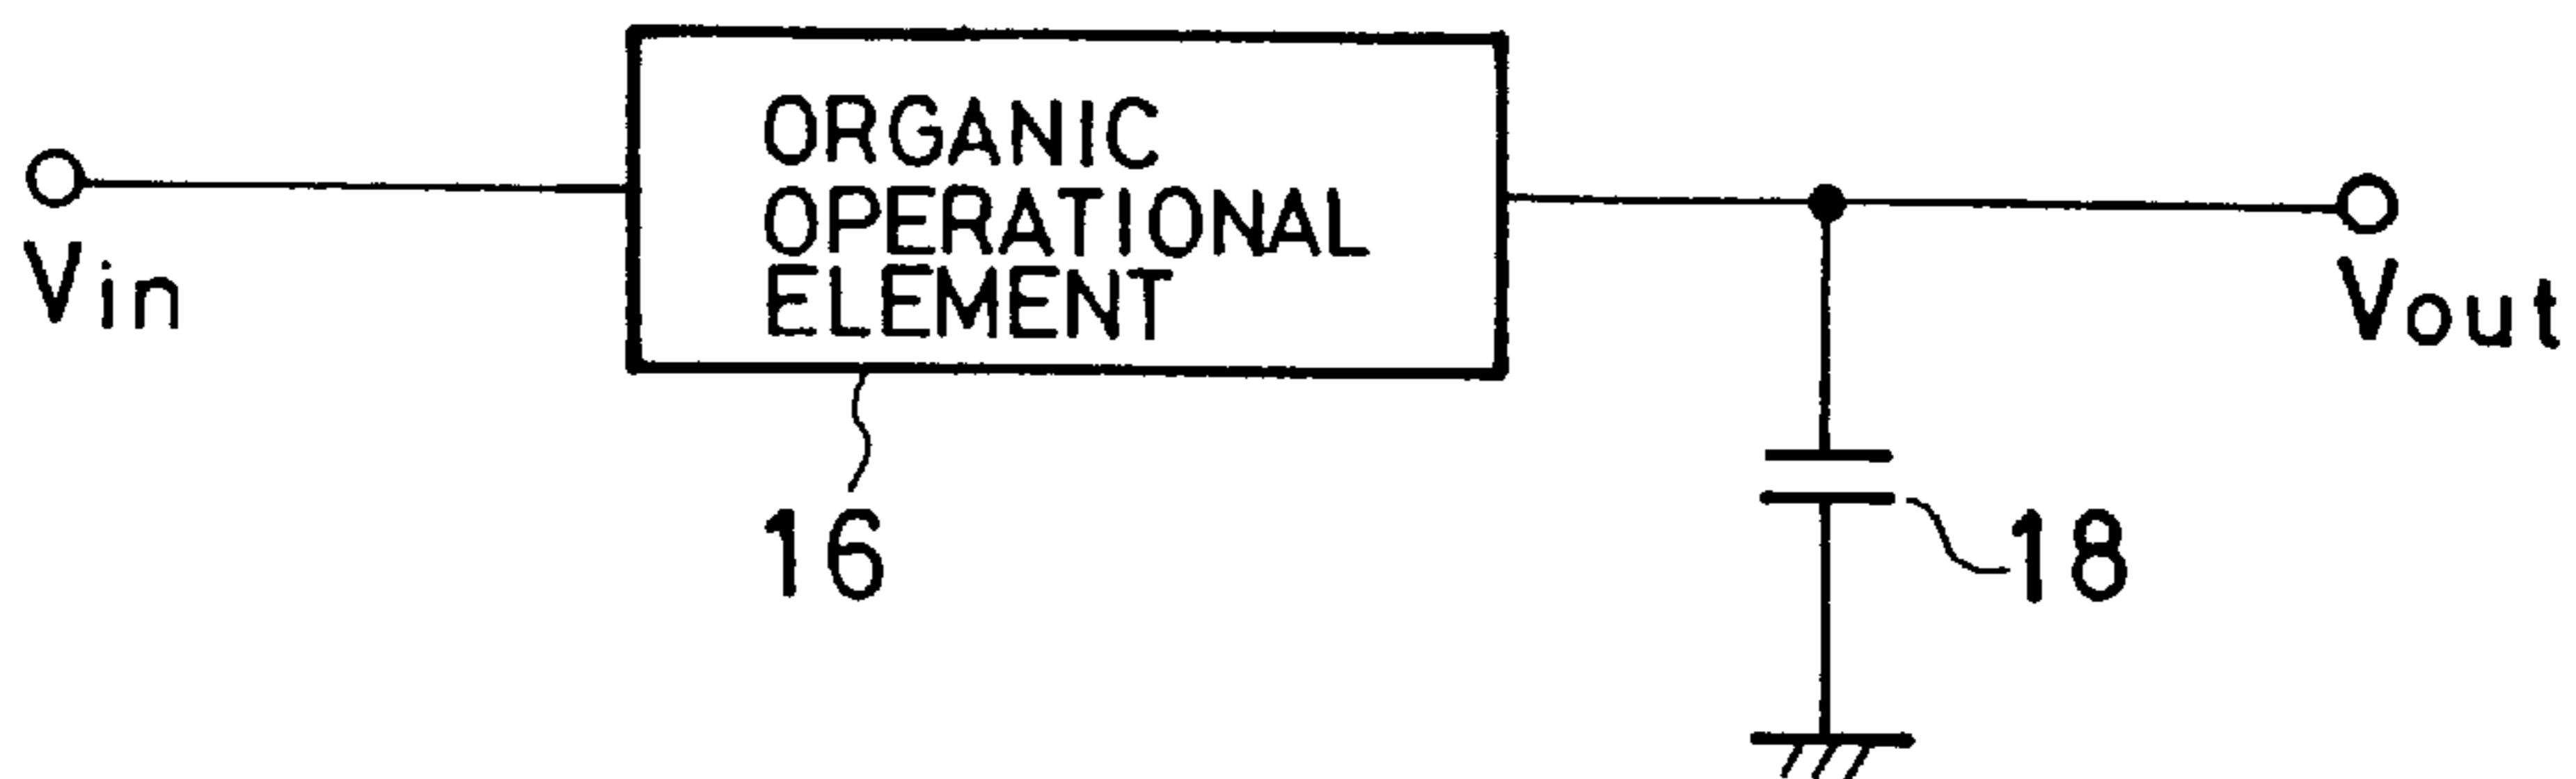 ORGANIC
OPERATIONAL
ELEMENT
Vin
Vout
16
18